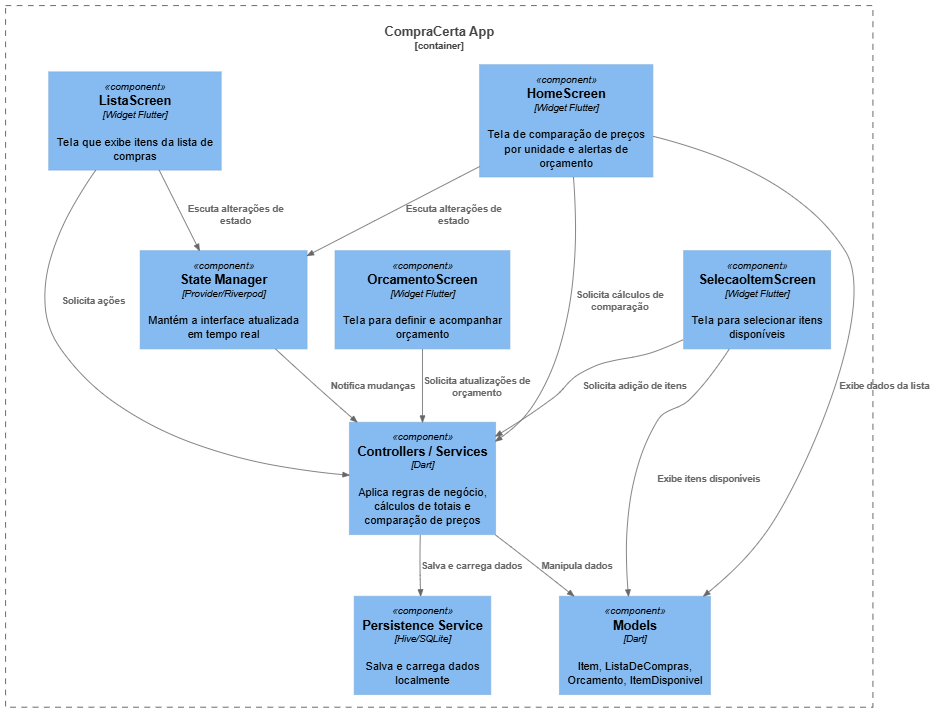 CompraCerta App
[container]
«component»
ListaScreen
[Widget Flutter]
Tela que exibe itens da lista de
compras
«component»
HomeScreen
[Widget Flutter]
Tela de comparação de preços
por unidade e alertas de
orçamento
Escuta alterações de
estado
Escuta alterações de
estado
«component»
State Manager
[Provider/Riverpod]
Mantém a interface atualizada
em tempo real
«component»
OrcamentoScreen
[Widget Flutter]
Tela para definir e acompanhar
orçamento
«component»
SelecaoItemScreen
[Widget Flutter]
Tela para selecionar itens
disponíveis
Solicita ações
Solicita cálculos de
comparação
Notifica mudanças
Solicita atualizações de
orçamento
Solicita adição de itens
Exibe dados da lista
«component»
Controllers / Services
[Dart]
Aplica regras de negócio,
cálculos de totais e
comparação de preços
Exibe itens disponíveis
Salva e carrega dados
Manipula dados
«component»
Persistence Service
[Hive/SQLite]
Salva e carrega dados
localmente
«component»
Models
[Dart]
Item, ListaDeCompras,
Orcamento, ItemDisponivel